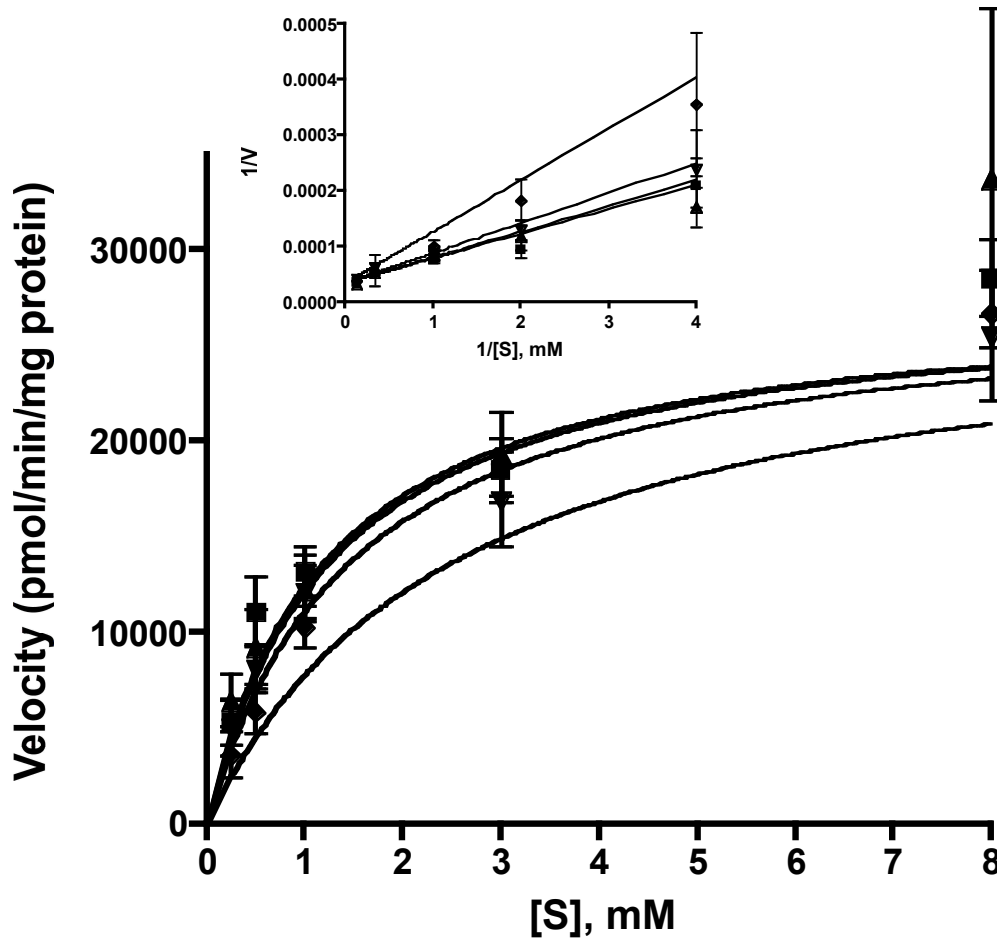 0.0005
0.0004
0.0003
0.0002
0.0001
0.0000
1/V
0 1 2 3 4
1/[S], mM
Velocity (pmol/min/mg protein)
30000
20000
10000
0
0 1 2 3 4 5 6 7 8
[S], mM